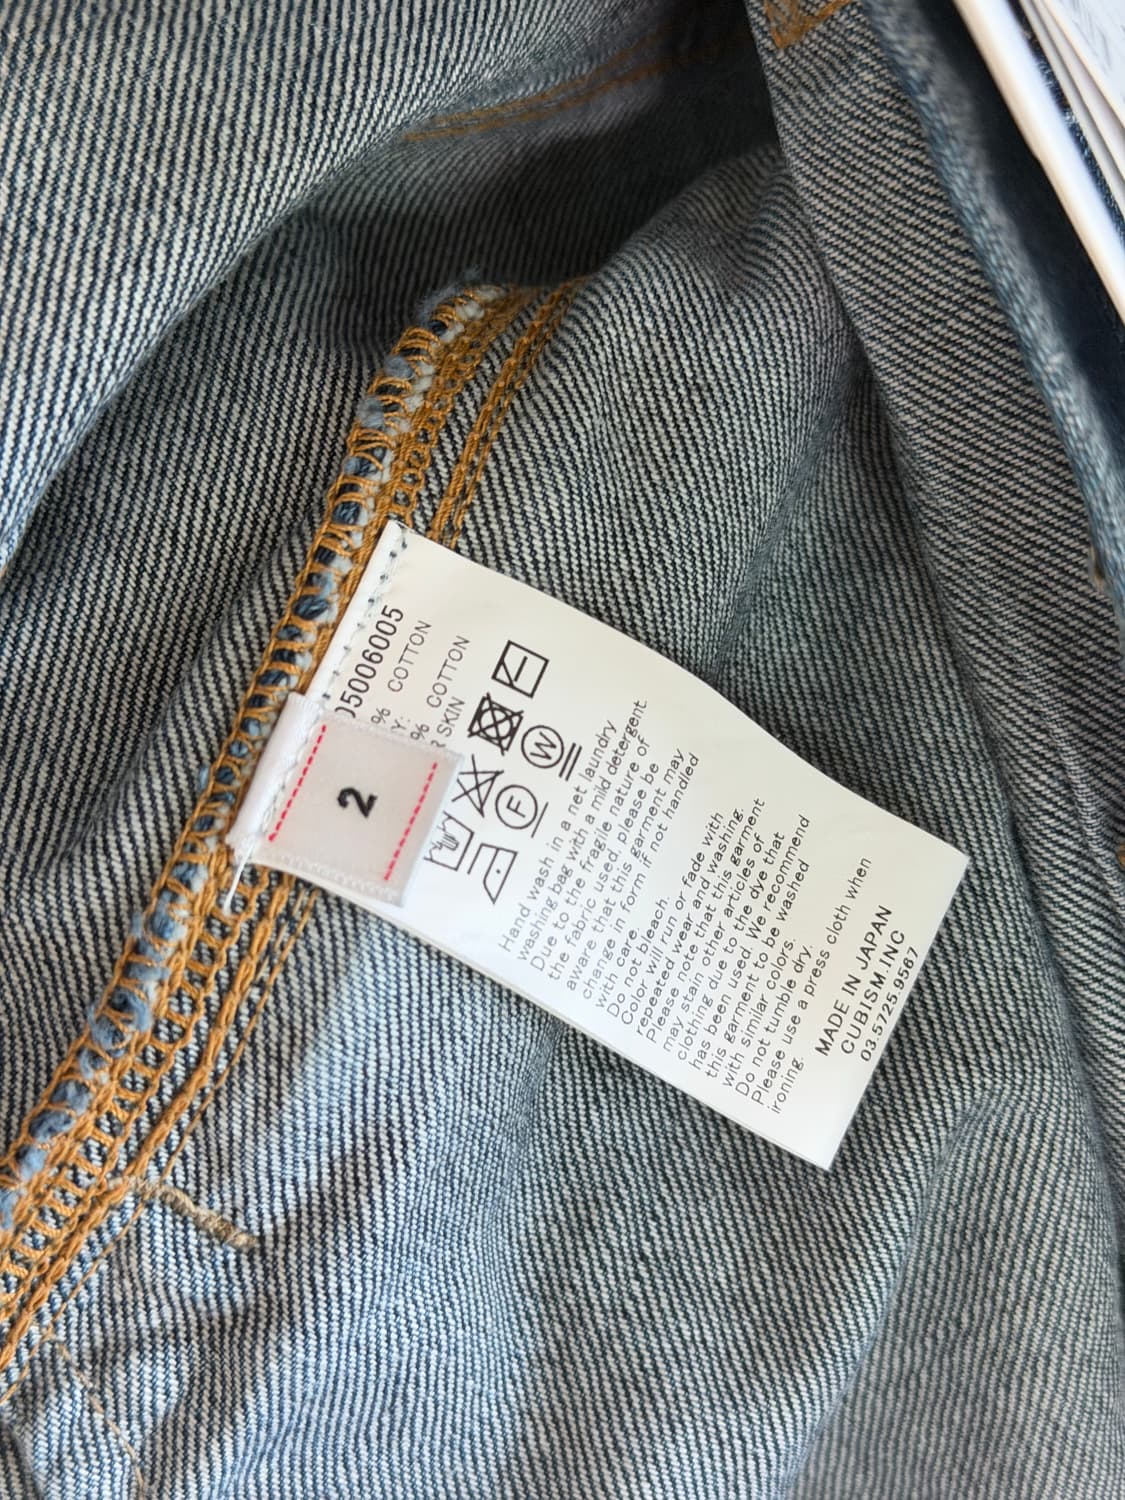 05006005
% COTTON
Y:
% COTTON
SKIN
2
F
W
Hand wash in a net laundry
washing bag with a mild detergent.
Due to the fragile nature of
the fabric used, please be
aware that this garment may
change in form if not handled
with care.
Do not bleach.
Color will run or fade with
repeated wear and washing.
Please note that this garment
may stain other articles of
clothing due to the dye that
has been used. We recommend
this garment to be washed
with similar colors.
Do not tumble dry.
Please use a press cloth when
ironing.
MADE IN JAPAN
CUBISM.INC
03.5725.9567